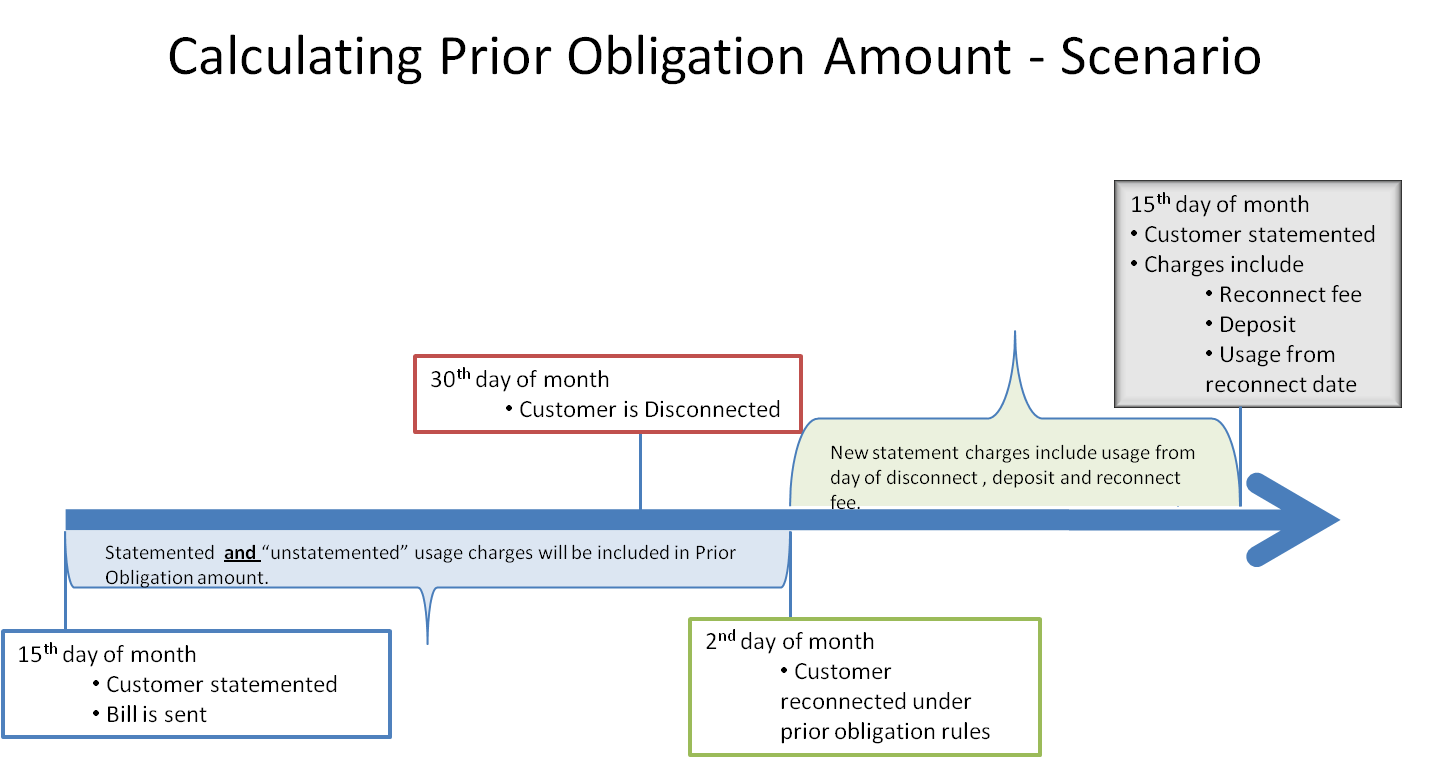 Calculating Prior Obligation Amount - Scenario
15th day of month
• Customer statemented
• Charges include
• Reconnect fee
• Deposit
• Usage from
reconnect date
30th day of month
• Customer is Disconnected
New statement charges include usage from
day of disconnect , deposit and reconnect
fee.
Statemented and “unstatemented” usage charges will be included in Prior
Obligation amount.
15th day of month
• Customer statemented
• Bill is sent
2nd day of month
• Customer
reconnected under
prior obligation rules